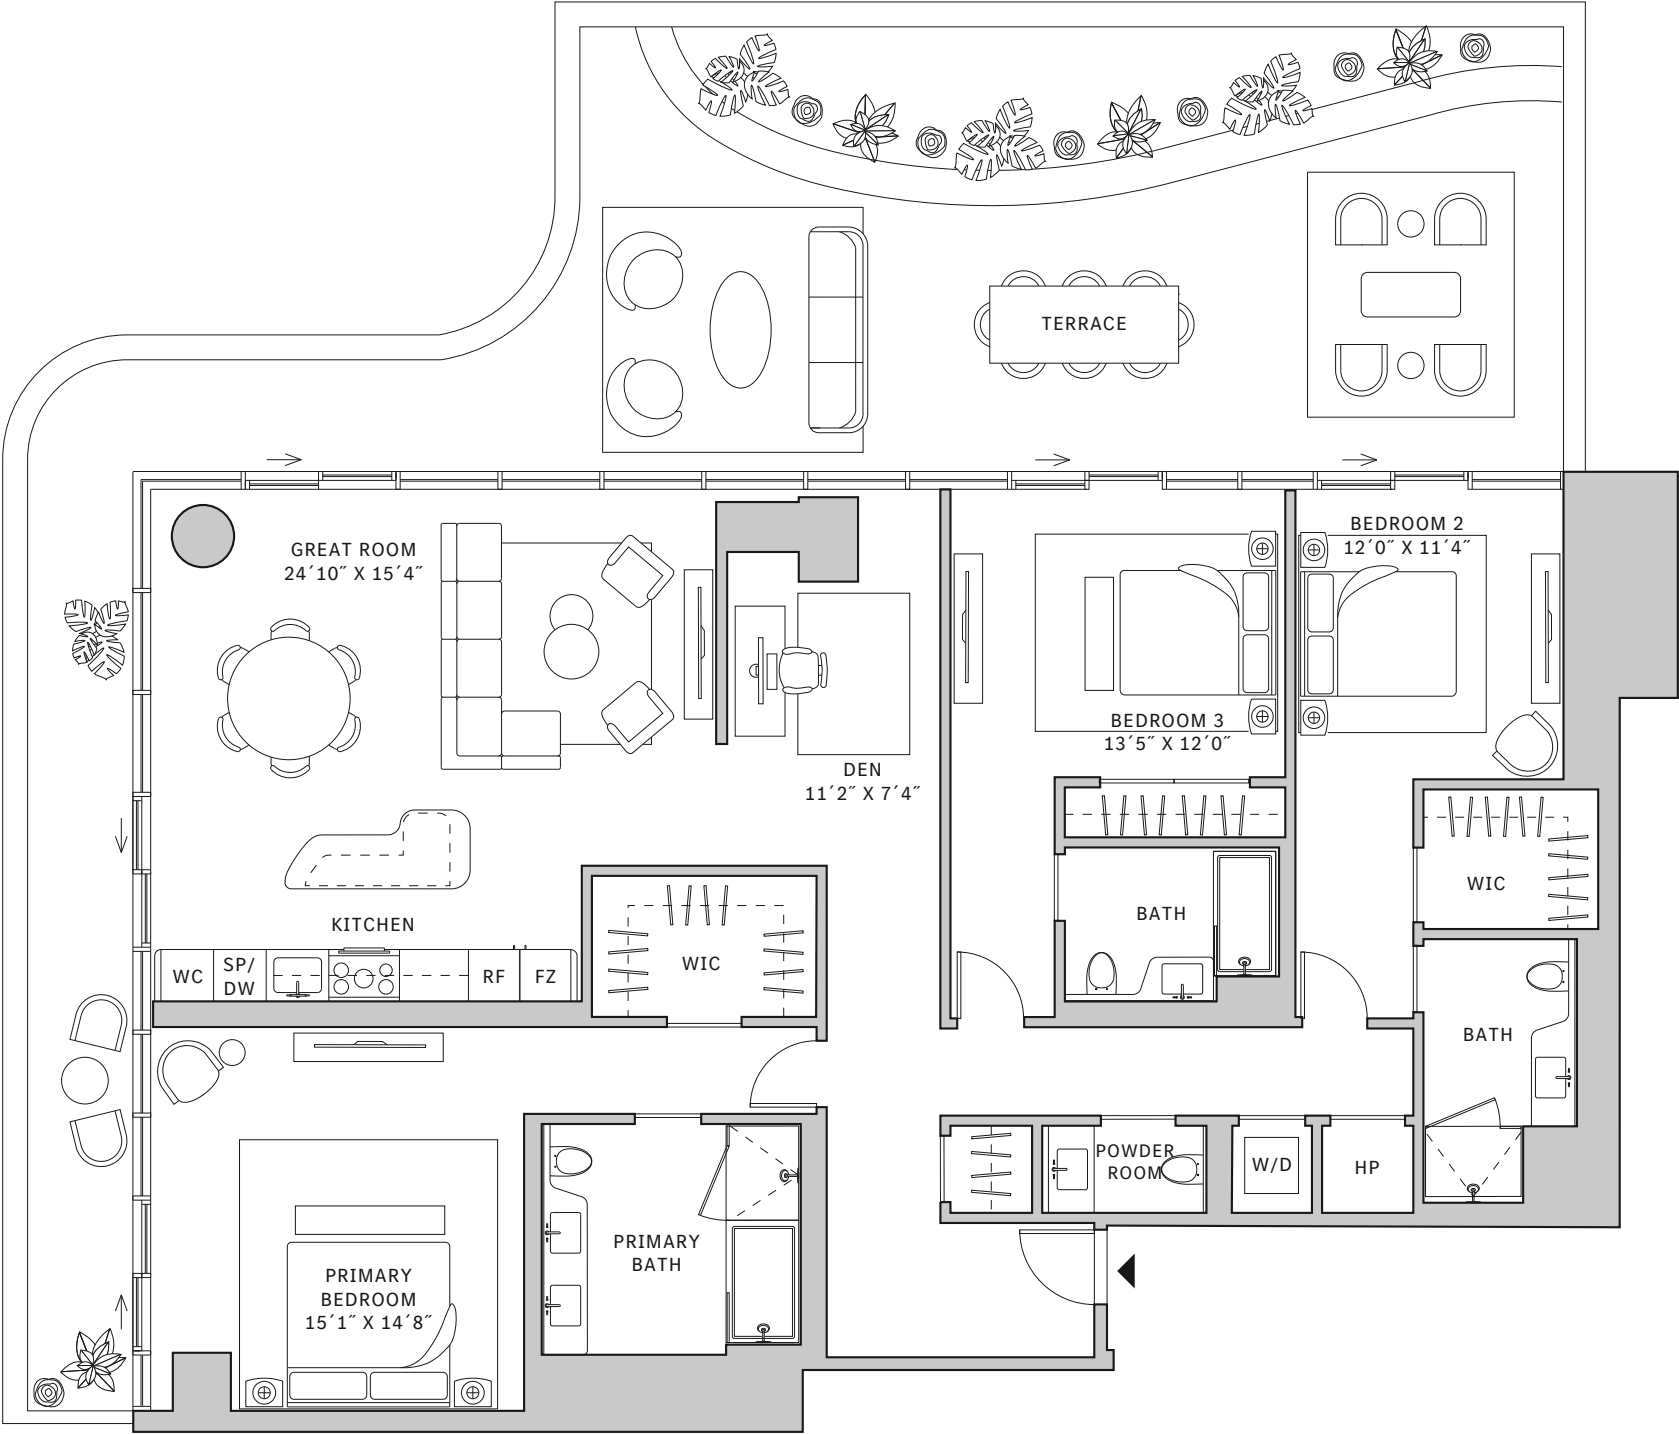 TERRACE
BEDROOM 2
12´0˝ X 11´4˝
GREAT ROOM
24´10˝ X 15´4˝
BEDROOM 3
13´5˝ X 12´0˝
DEN
11´2˝ X 7´4˝
WIC
KITCHEN
BATH
WC
SP/
DW
RF
FZ
WIC
BATH
POWDER
ROOM
W/D
HP
PRIMARY
BATH
PRIMARY
BEDROOM
15´1˝ X 14´8˝